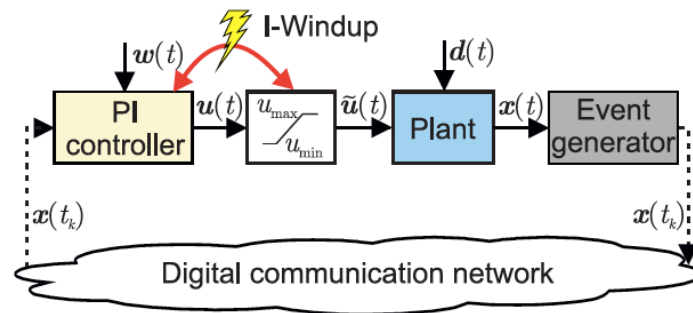 I-Windup
w(t)
d(t)
PI
controller
u(t)
u_max
u_min
ũ(t)
Plant
x(t)
Event
generator
x(t_k)
x(t_k)
Digital communication network